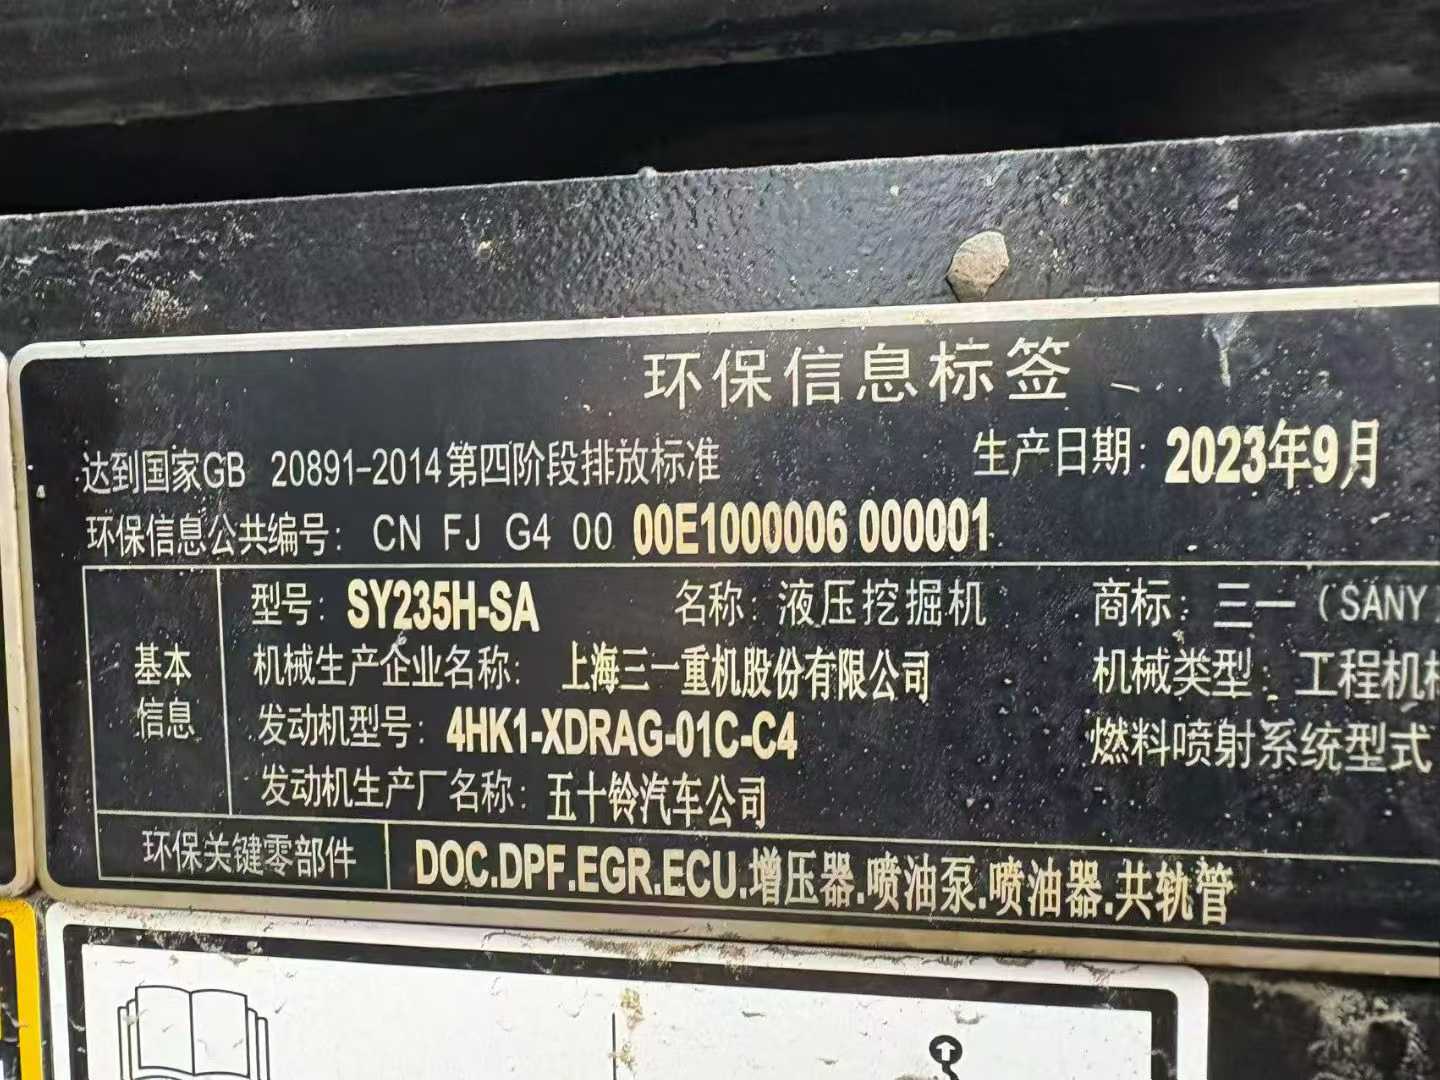 环保信息标签
达到国家GB 20891-2014第四阶段排放标准 生产日期: 2023年9月
环保信息公共编号: CN FJ G4 00 00E1000006 000001
基本信息
型号: SY235H-SA 名称: 液压挖掘机 商标: 三一(SANY
机械生产企业名称: 上海三一重机股份有限公司 机械类型: 工程机械
发动机型号: 4HK1-XDRAG-01C-C4 燃料喷射系统型式
发动机生产厂名称: 五十铃汽车公司
环保关键零部件 DOC.DPF.EGR.ECU.增压器.喷油泵.喷油器.共轨管